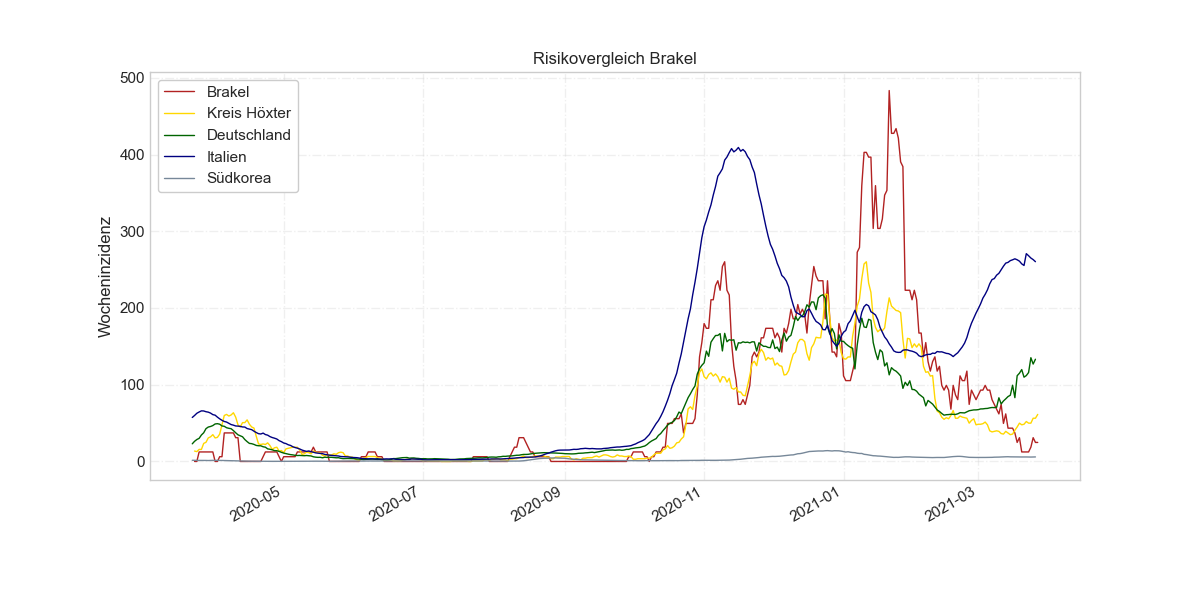 Risikovergleich Brakel
Wocheninzidenz
500
400
300
200
100
0
Brakel
Kreis Höxter
Deutschland
Italien
Südkorea
2020-05
2020-07
2020-09
2020-11
2021-01
2021-03